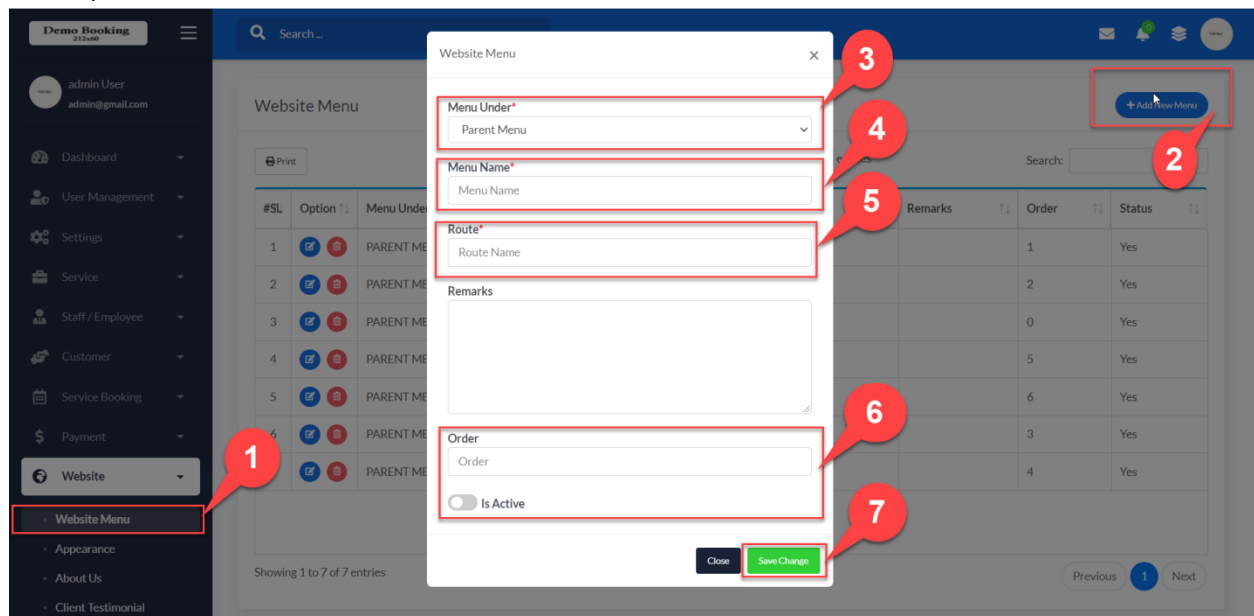 Demo Booking
212x60
Search ...
admin User
admin@gmail.com
Dashboard
User Management
Settings
Service
Staff / Employee
Customer
Service Booking
Payment
Website
Website Menu
Appearance
About Us
Client Testimonial
1
Website Menu
+ Add New Menu
2
Print
Search:
#SL Option Menu Unde Remarks Order Status
1 PARENT ME 1 Yes
2 PARENT ME 2 Yes
3 PARENT ME 0 Yes
4 PARENT ME 5 Yes
5 PARENT ME 6 Yes
6 PARENT ME 3 Yes
PARENT ME 4 Yes
Showing 1 to 7 of 7 entries
Previous 1 Next
Website Menu ×
3
Menu Under*
Parent Menu
4
Menu Name*
Menu Name
5
Route*
Route Name
Remarks
6
Order
Order
Is Active
7
Close Save Change